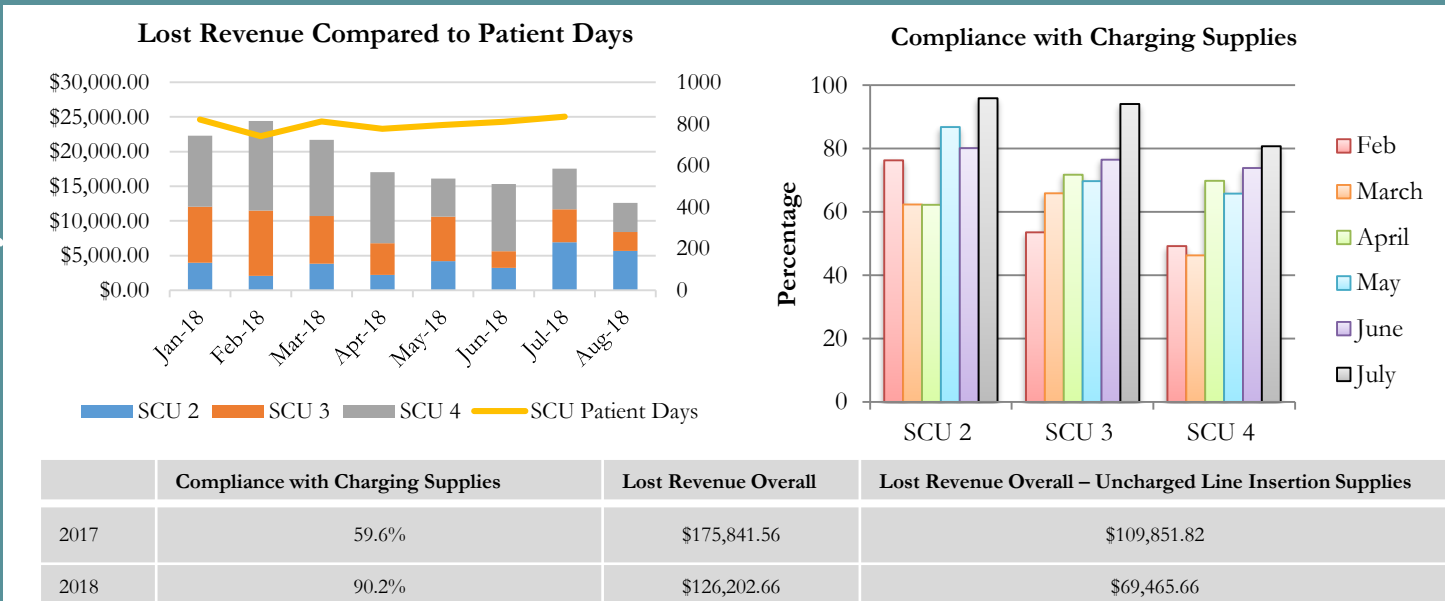 Lost Revenue Compared to Patient Days
$30,000.00
$25,000.00
$20,000.00
$15,000.00
$10,000.00
$5,000.00
$0.00
1000
800
600
400
200
0
Jan-18
Feb-18
Mar-18
Apr-18
May-18
Jun-18
Jul-18
Aug-18
SCU 2 SCU 3 SCU 4 SCU Patient Days
Compliance with Charging Supplies
Percentage
100
80
60
40
20
0
SCU 2 SCU 3 SCU 4
Feb
March
April
May
June
July
Compliance with Charging Supplies Lost Revenue Overall Lost Revenue Overall – Uncharged Line Insertion Supplies
2017 59.6% $175,841.56 $109,851.82
2018 90.2% $126,202.66 $69,465.66